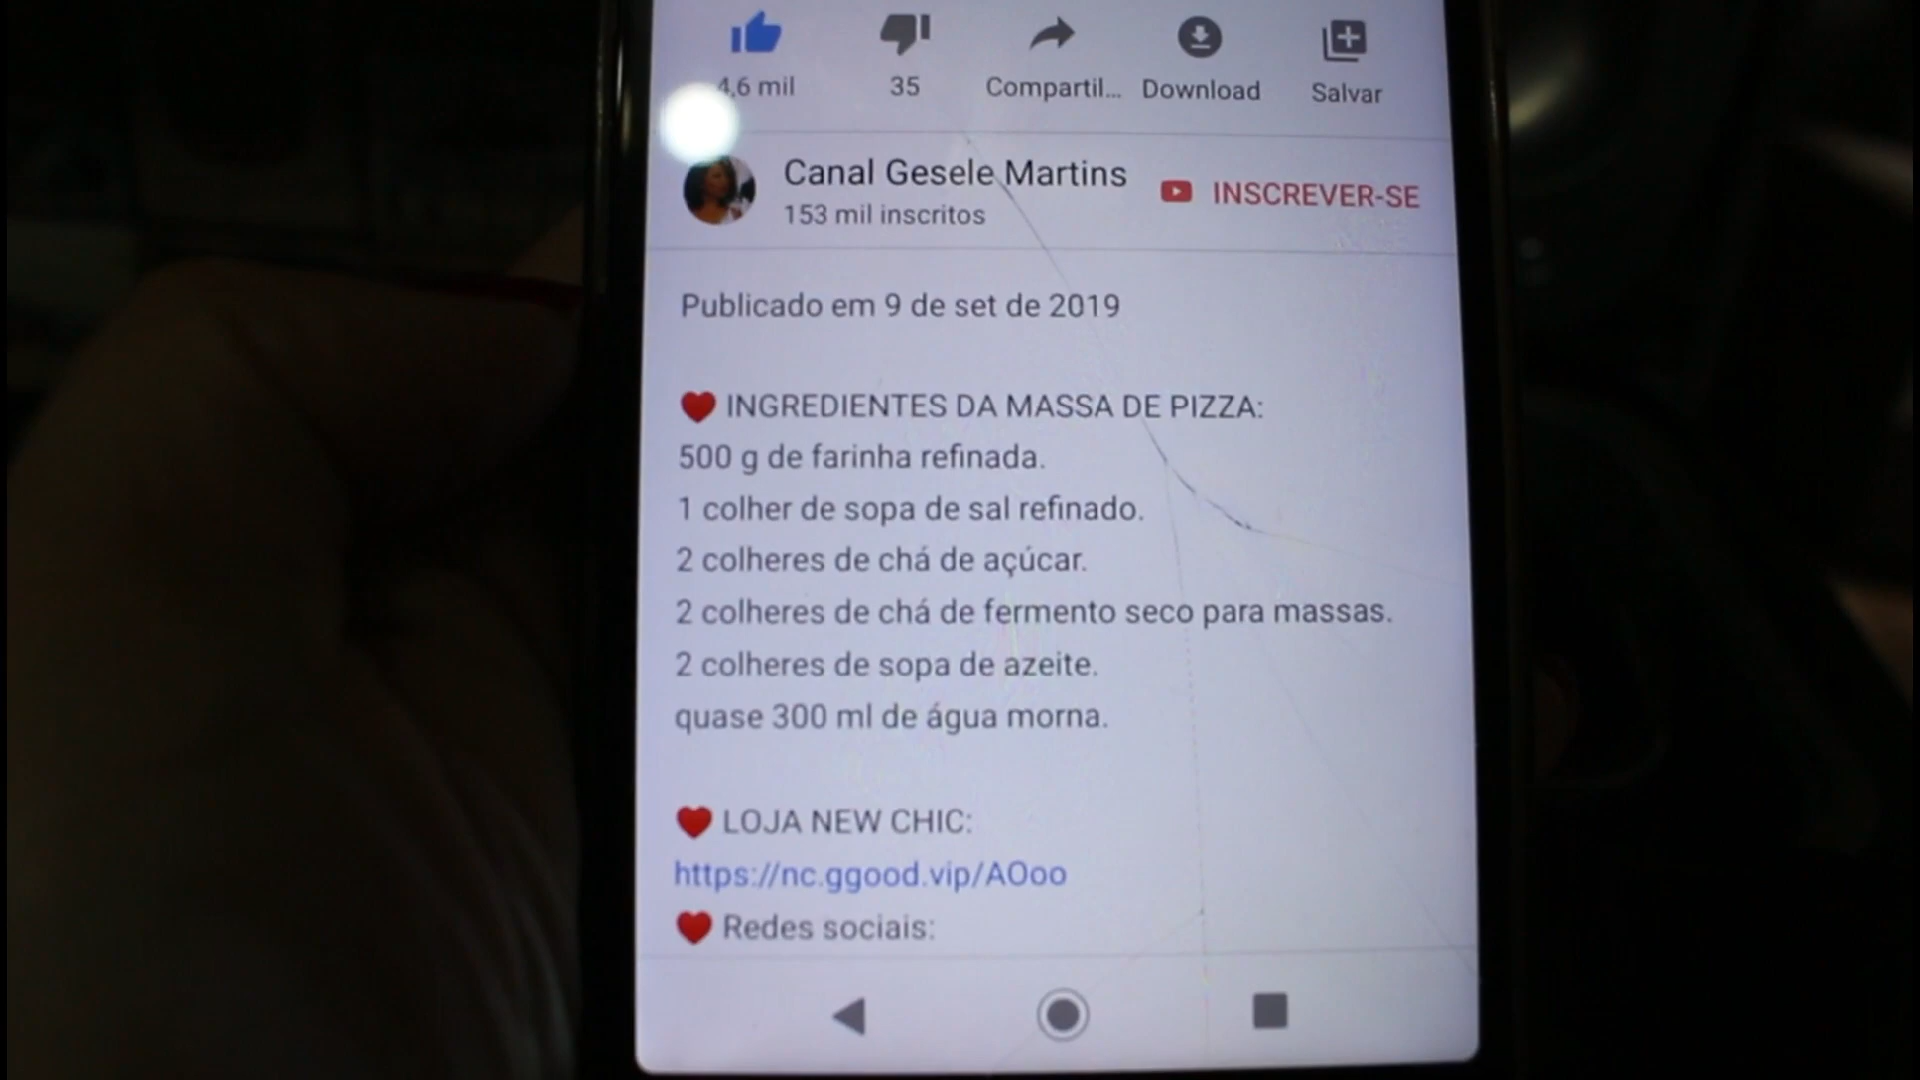 4,6 mil
35
Compartil...
Download
Salvar
Canal Gesele Martins
153 mil inscritos
INSCREVER-SE
Publicado em 9 de set de 2019
❤️ INGREDIENTES DA MASSA DE PIZZA:
500 g de farinha refinada.
1 colher de sopa de sal refinado.
2 colheres de chá de açúcar.
2 colheres de chá de fermento seco para massas.
2 colheres de sopa de azeite.
quase 300 ml de água morna.
❤️ LOJA NEW CHIC:
https://nc.ggood.vip/AOoo
❤️ Redes sociais: